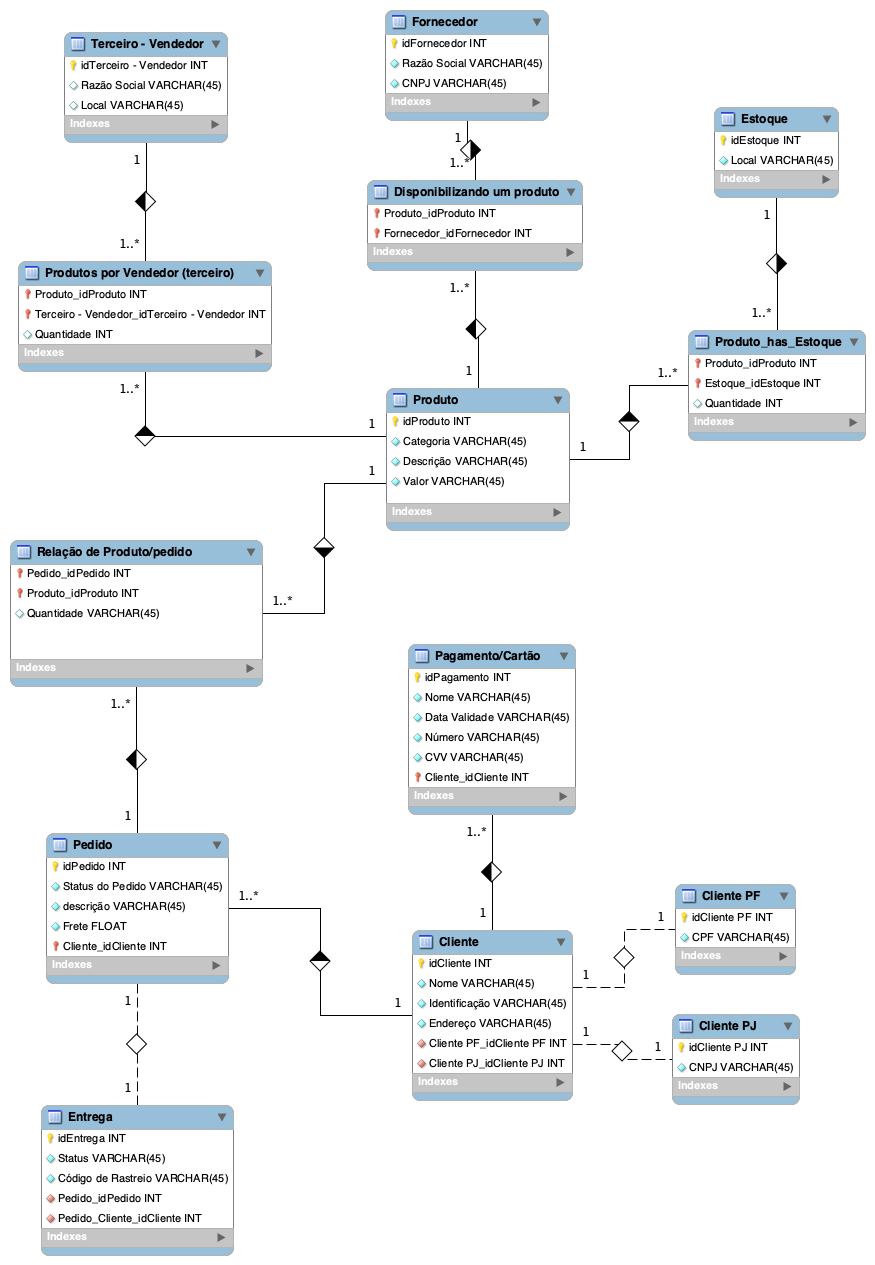 Fornecedor
idFornecedor INT
Razão Social VARCHAR(45)
CNPJ VARCHAR(45)
Indexes
Terceiro - Vendedor
idTerceiro - Vendedor INT
Razão Social VARCHAR(45)
Local VARCHAR(45)
Indexes
Estoque
idEstoque INT
Local VARCHAR(45)
Indexes
1
1..*
1
1..*
1
1..*
Disponibilizando um produto
Produto_idProduto INT
Fornecedor_idFornecedor INT
Indexes
Produtos por Vendedor (terceiro)
Produto_idProduto INT
Terceiro - Vendedor_idTerceiro - Vendedor INT
Quantidade INT
Indexes
Produto_has_Estoque
Produto_idProduto INT
Estoque_idEstoque INT
Quantidade INT
Indexes
1..*
1
1..*
1
1..*
1
Produto
idProduto INT
Categoria VARCHAR(45)
Descrição VARCHAR(45)
Valor VARCHAR(45)
Indexes
1
1..*
Relação de Produto/pedido
Pedido_idPedido INT
Produto_idProduto INT
Quantidade VARCHAR(45)
Indexes
1..*
1
Pagamento/Cartão
idPagamento INT
Nome VARCHAR(45)
Data Validade VARCHAR(45)
Número VARCHAR(45)
CVV VARCHAR(45)
Cliente_idCliente INT
Indexes
1..*
1
Pedido
idPedido INT
Status do Pedido VARCHAR(45)
descrição VARCHAR(45)
Frete FLOAT
Cliente_idCliente INT
Indexes
1..*
1
Cliente
idCliente INT
Nome VARCHAR(45)
Identificação VARCHAR(45)
Endereço VARCHAR(45)
Cliente PF_idCliente PF INT
Cliente PJ_idCliente PJ INT
Indexes
1
1
Cliente PF
idCliente PF INT
CPF VARCHAR(45)
Indexes
1
1
Cliente PJ
idCliente PJ INT
CNPJ VARCHAR(45)
Indexes
1
1
Entrega
idEntrega INT
Status VARCHAR(45)
Código de Rastreio VARCHAR(45)
Pedido_idPedido INT
Pedido_Cliente_idCliente INT
Indexes